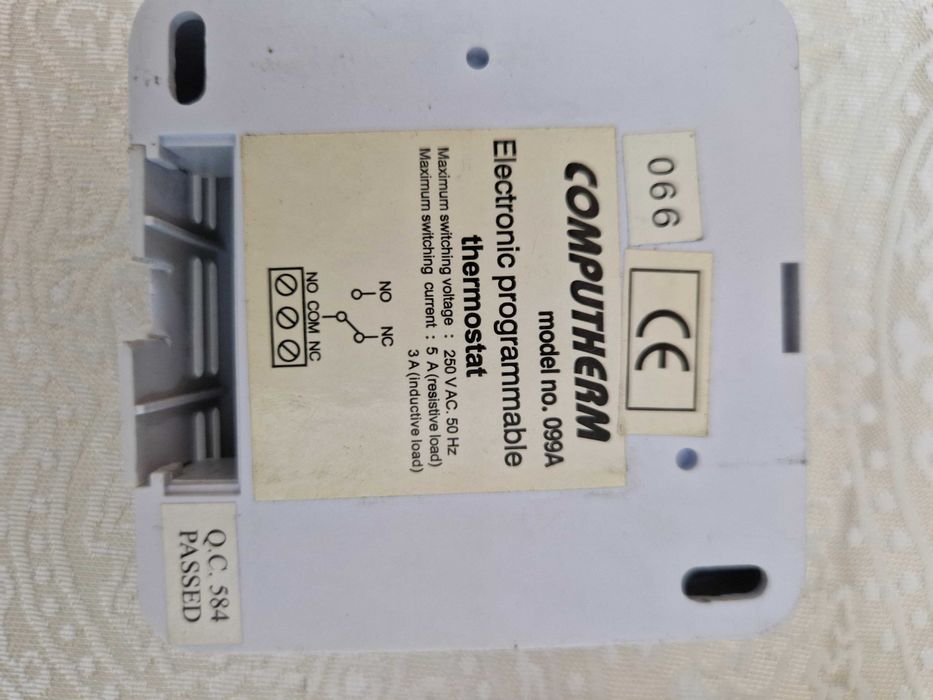 066
CE
COMPUTHERM
model no. 099A
Electronic programmable
thermostat
Maximum switching voltage : 250 V AC. 50 Hz
Maximum switching current : 5 A (resistive load)
3 A (inductive load)
NO NC
NO COM NC
Q.C. 584
PASSED